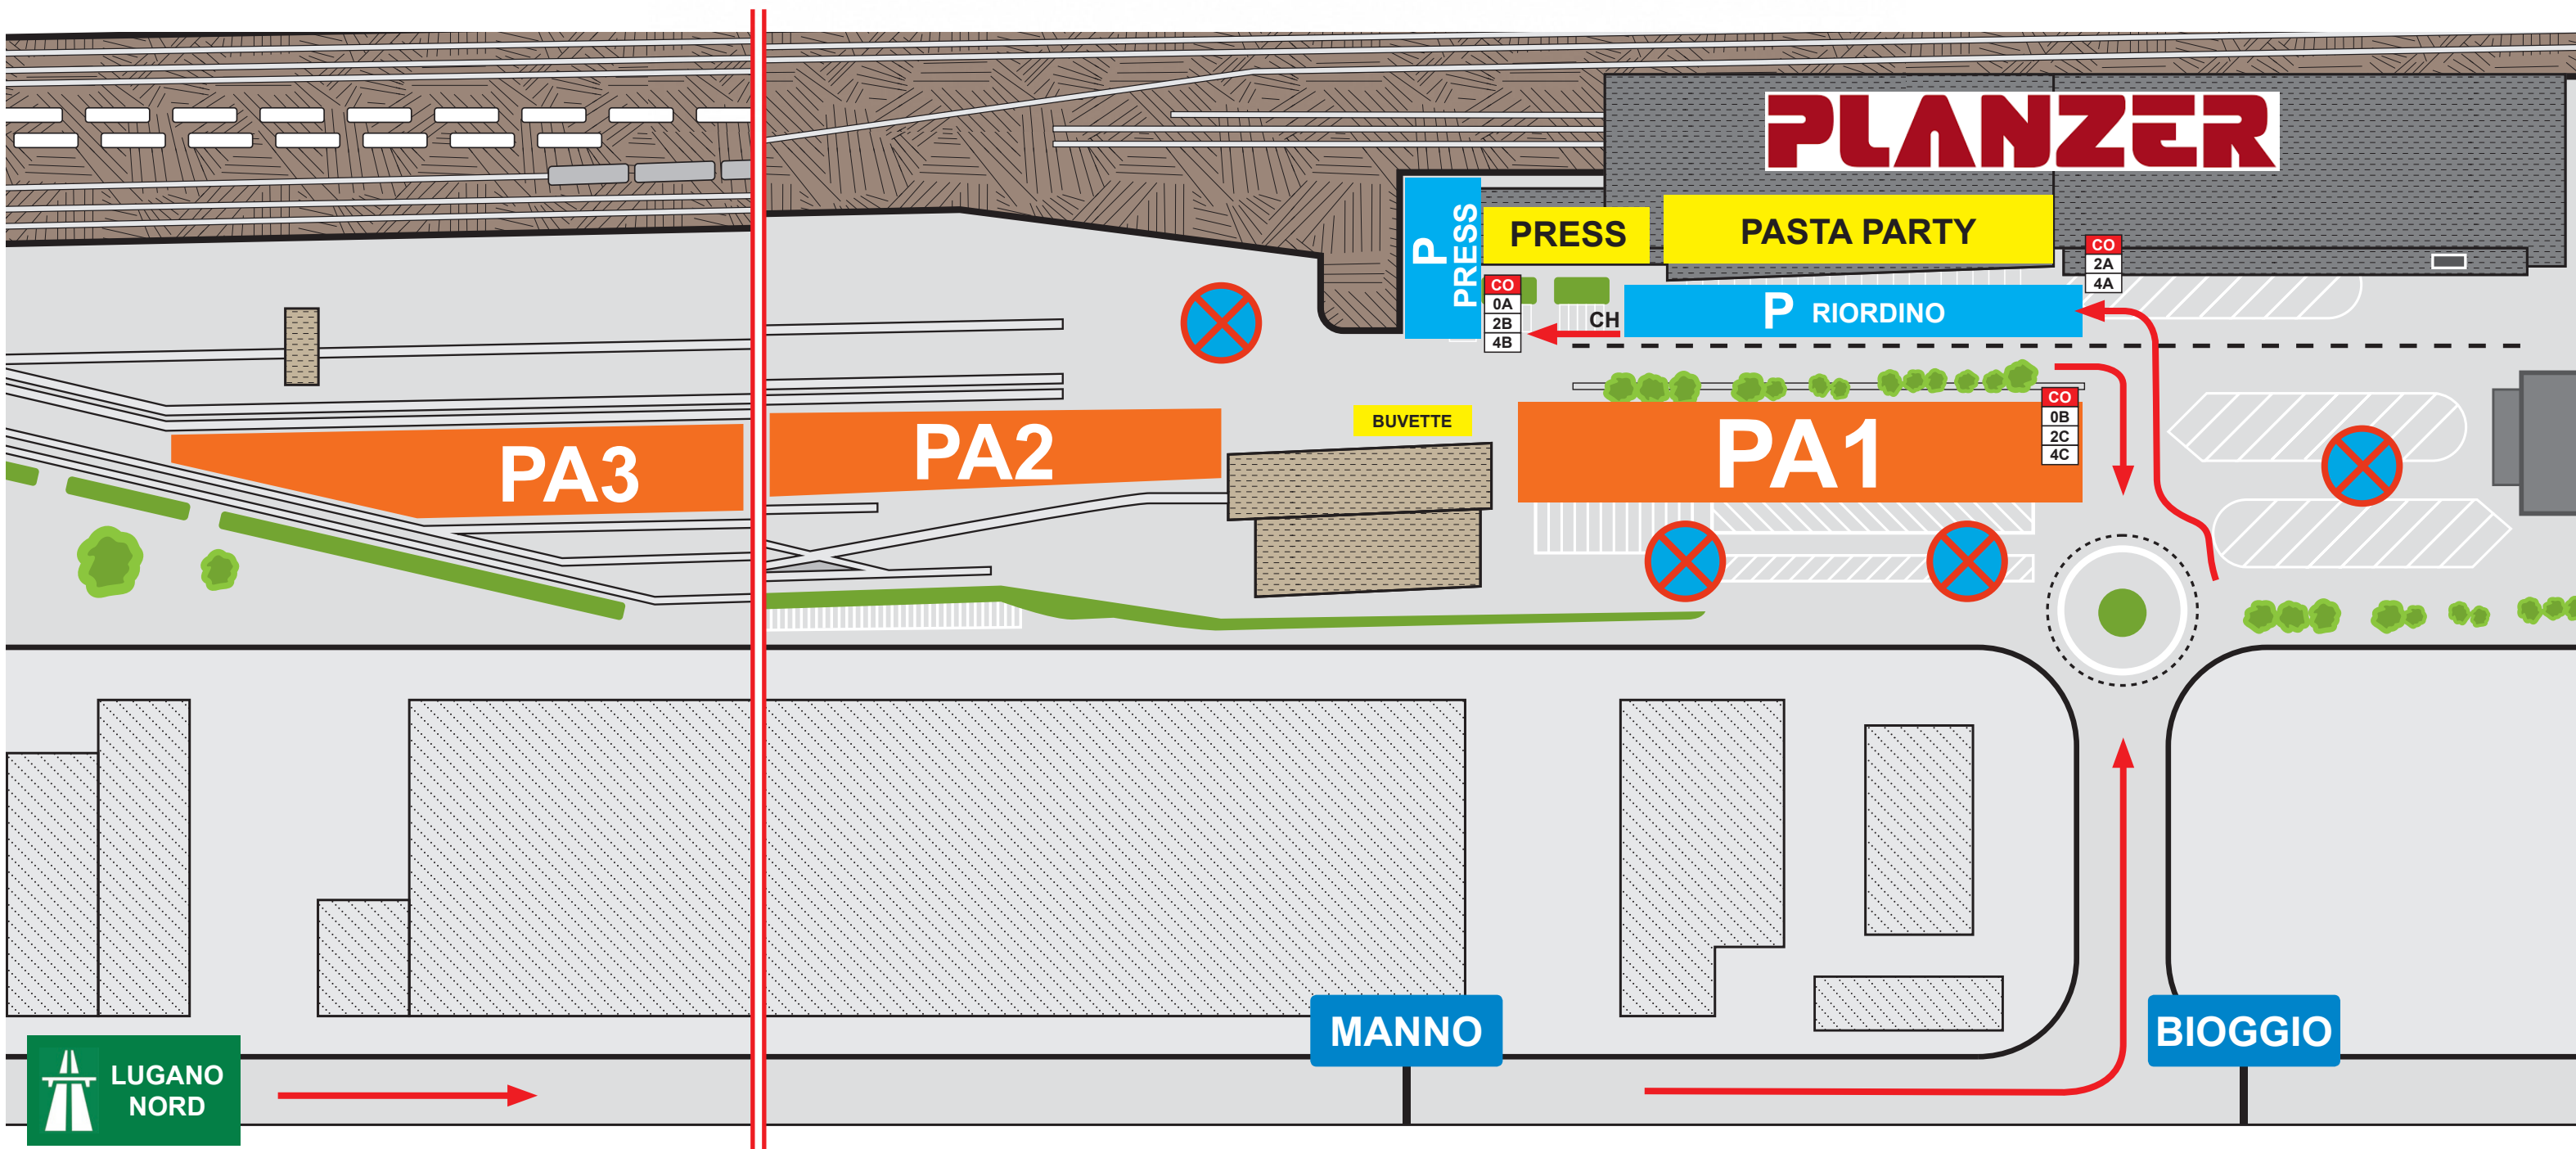 PLANZER
P
PRESS
PRESS
PASTA PARTY
CO
2A
4A
CO
0A
2B
4B
CH
P RIORDINO
CO
0B
2C
4C
BUVETTE
PA3
PA2
PA1
MANNO
BIOGGIO
LUGANO
NORD